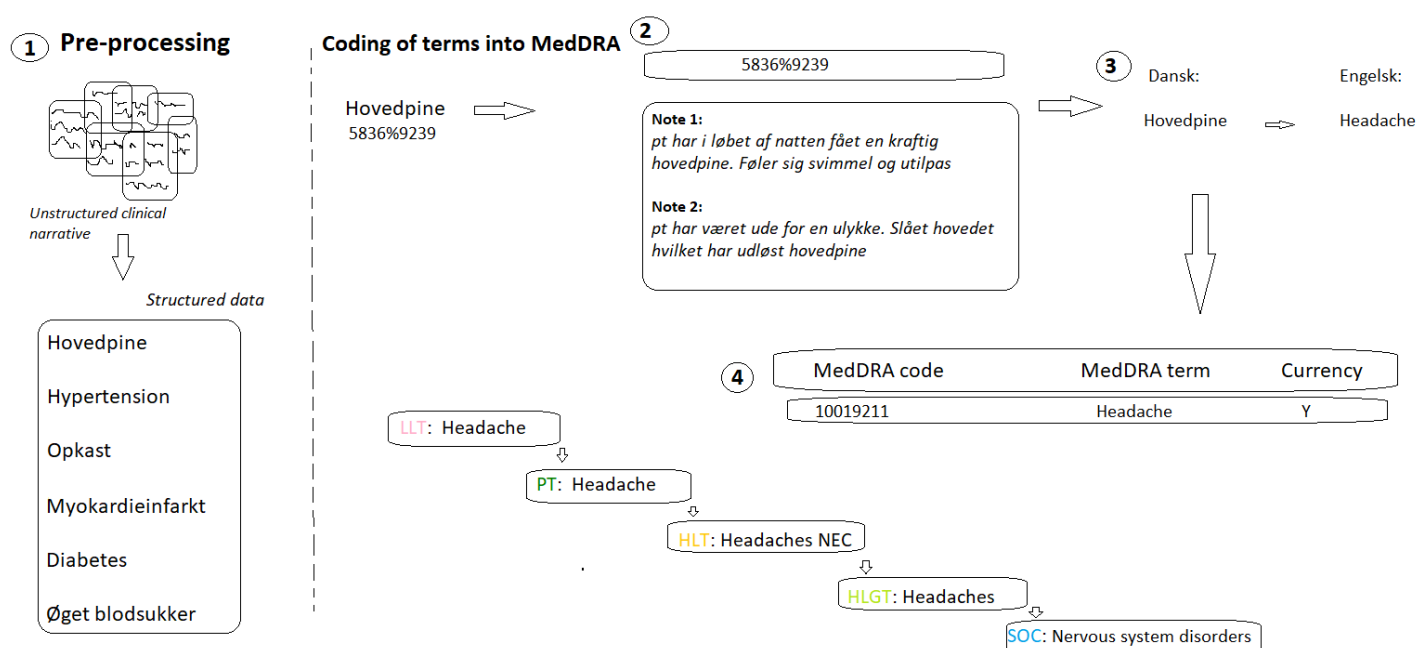 1 Pre-processing
Unstructured clinical
narrative
Structured data
Hovedpine
Hypertension
Opkast
Myokardieinfarkt
Diabetes
Øget blodsukker
Coding of terms into MedDRA
Hovedpine
5836%9239
2
5836%9239
Note 1:
pt har i løbet af natten fået en kraftig
hovedpine. Føler sig svimmel og utilpas
Note 2:
pt har været ude for en ulykke. Slået hovedet
hvilket har udløst hovedpine
3
Dansk: Engelsk:
Hovedpine Headache
4
MedDRA code MedDRA term Currency
10019211 Headache Y
LLT: Headache
PT: Headache
HLT: Headaches NEC
HLGT: Headaches
SOC: Nervous system disorders